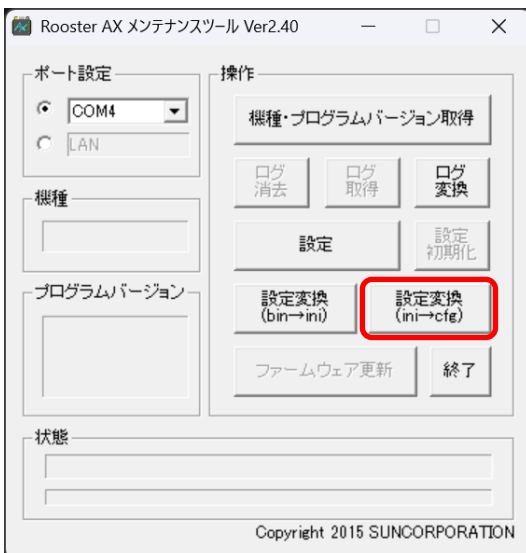 Rooster AX メンテナンスツール Ver2.40
ポート設定
COM4
LAN
機種
プログラムバージョン
操作
機種・プログラムバージョン取得
ログ
消去
ログ
取得
ログ
変換
設定
設定
初期化
設定変換
(bin→ini)
設定変換
(ini→cfg)
ファームウェア更新
終了
状態
Copyright 2015 SUNCORPORATION